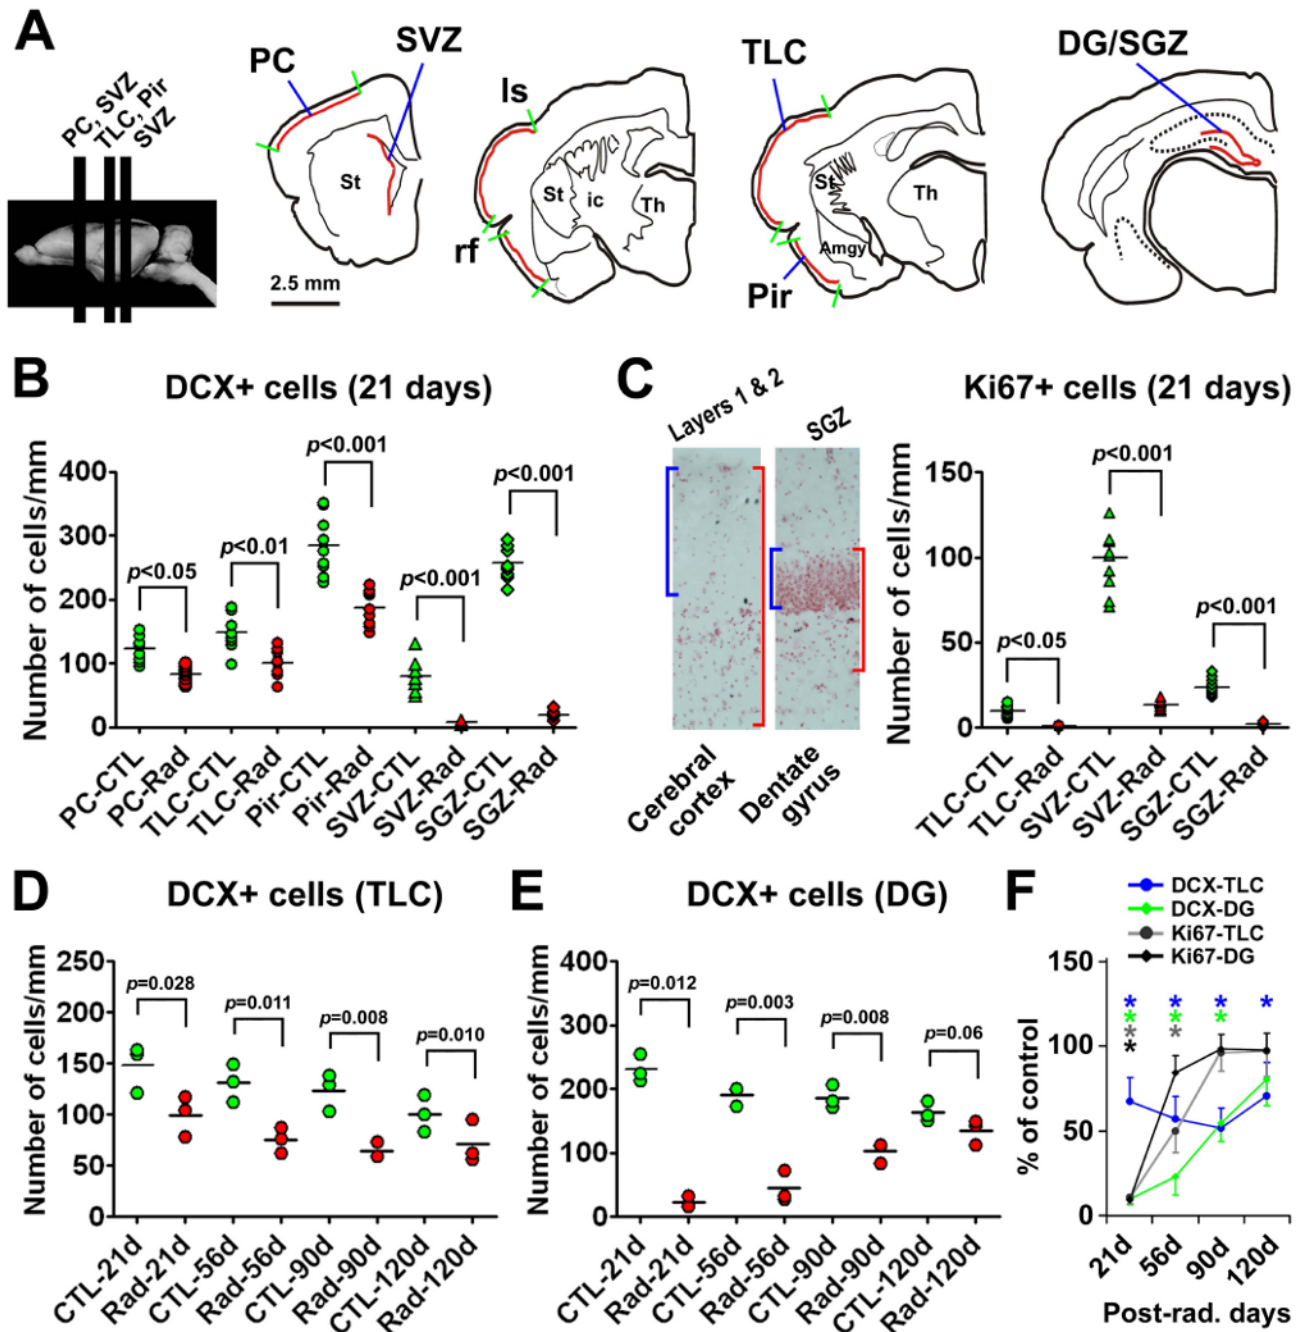 A
PC, SVZ
TLC, Pir
SVZ
PC
SVZ
St
2.5 mm
ls
rf
St
ic
Th
TLC
Pir
St
Th
Amgy
DG/SGZ
B
DCX+ cells (21 days)
Number of cells/mm
400
300
200
100
0
p<0.05
p<0.01
p<0.001
p<0.001
p<0.001
PC-CTL
PC-Rad
TLC-CTL
TLC-Rad
Pir-CTL
Pir-Rad
SVZ-CTL
SVZ-Rad
SGZ-CTL
SGZ-Rad
C
Layers 1 & 2
SGZ
Cerebral
cortex
Dentate
gyrus
Ki67+ cells (21 days)
Number of cells/mm
150
100
50
0
p<0.05
p<0.001
p<0.001
TLC-CTL
TLC-Rad
SVZ-CTL
SVZ-Rad
SGZ-CTL
SGZ-Rad
D
DCX+ cells (TLC)
Number of cells/mm
250
200
150
100
50
0
p=0.028
p=0.011
p=0.008
p=0.010
CTL-21d
Rad-21d
CTL-56d
Rad-56d
CTL-90d
Rad-90d
CTL-120d
Rad-120d
E
DCX+ cells (DG)
Number of cells/mm
400
300
200
100
0
p=0.012
p=0.003
p=0.008
p=0.06
CTL-21d
Rad-21d
CTL-56d
Rad-56d
CTL-90d
Rad-90d
CTL-120d
Rad-120d
F
DCX-TLC
DCX-DG
Ki67-TLC
Ki67-DG
% of control
150
100
50
0
* * * *
* * *
* *
*
21d
56d
90d
120d
Post-rad. days